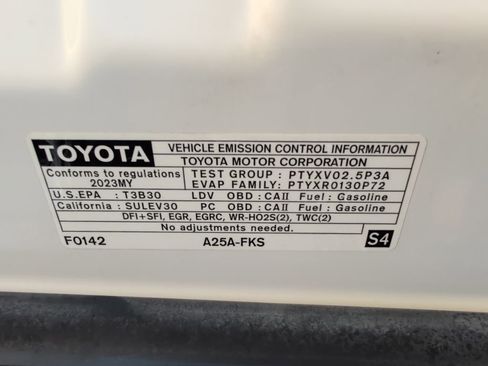 TOYOTA VEHICLE EMISSION CONTROL INFORMATION
TOYOTA MOTOR CORPORATION
Conforms to regulations TEST GROUP : PTYXV02.5P3A
2023MY EVAP FAMILY: PTYXR0130P72
U.S.EPA : T3B30 LDV OBD : CAII Fuel : Gasoline
California : SULEV30 PC OBD : CAII Fuel : Gasoline
DFI+SFI, EGR, EGRC, WR-HO2S(2), TWC(2)
No adjustments needed.
F0142 A25A-FKS S4